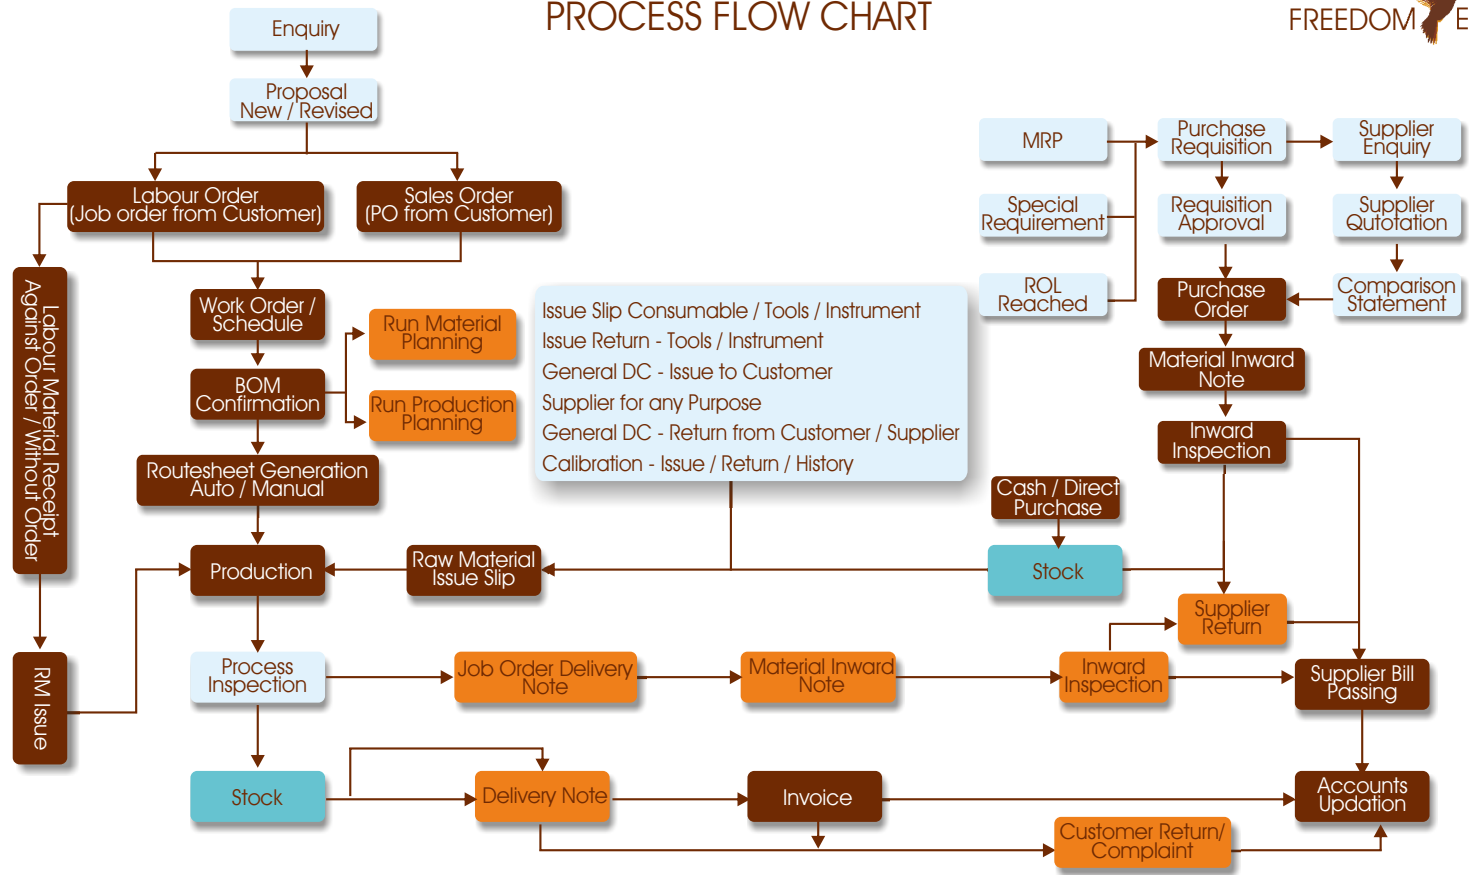 PROCESS FLOW CHART
FREEDOM E
Enquiry
Proposal
New / Revised
Labour Order
(Job order from Customer)
Sales Order
(PO from Customer)
Labour Material Receipt
Against Order / Without Order
RM Issue
Work Order /
Schedule
BOM
Confirmation
Run Material
Planning
Run Production
Planning
Routesheet Generation
Auto / Manual
Production
Raw Material
Issue Slip
Issue Slip Consumable / Tools / Instrument
Issue Return - Tools / Instrument
General DC - Issue to Customer
Supplier for any Purpose
General DC - Return from Customer / Supplier
Calibration - Issue / Return / History
MRP
Special
Requirement
ROL
Reached
Purchase
Requisition
Requisition
Approval
Purchase
Order
Supplier
Enquiry
Supplier
Qutotation
Comparison
Statement
Material Inward
Note
Inward
Inspection
Cash / Direct
Purchase
Stock
Supplier
Return
Process
Inspection
Job Order Delivery
Note
Material Inward
Note
Inward
Inspection
Supplier Bill
Passing
Stock
Delivery Note
Invoice
Accounts
Updation
Customer Return/
Complaint